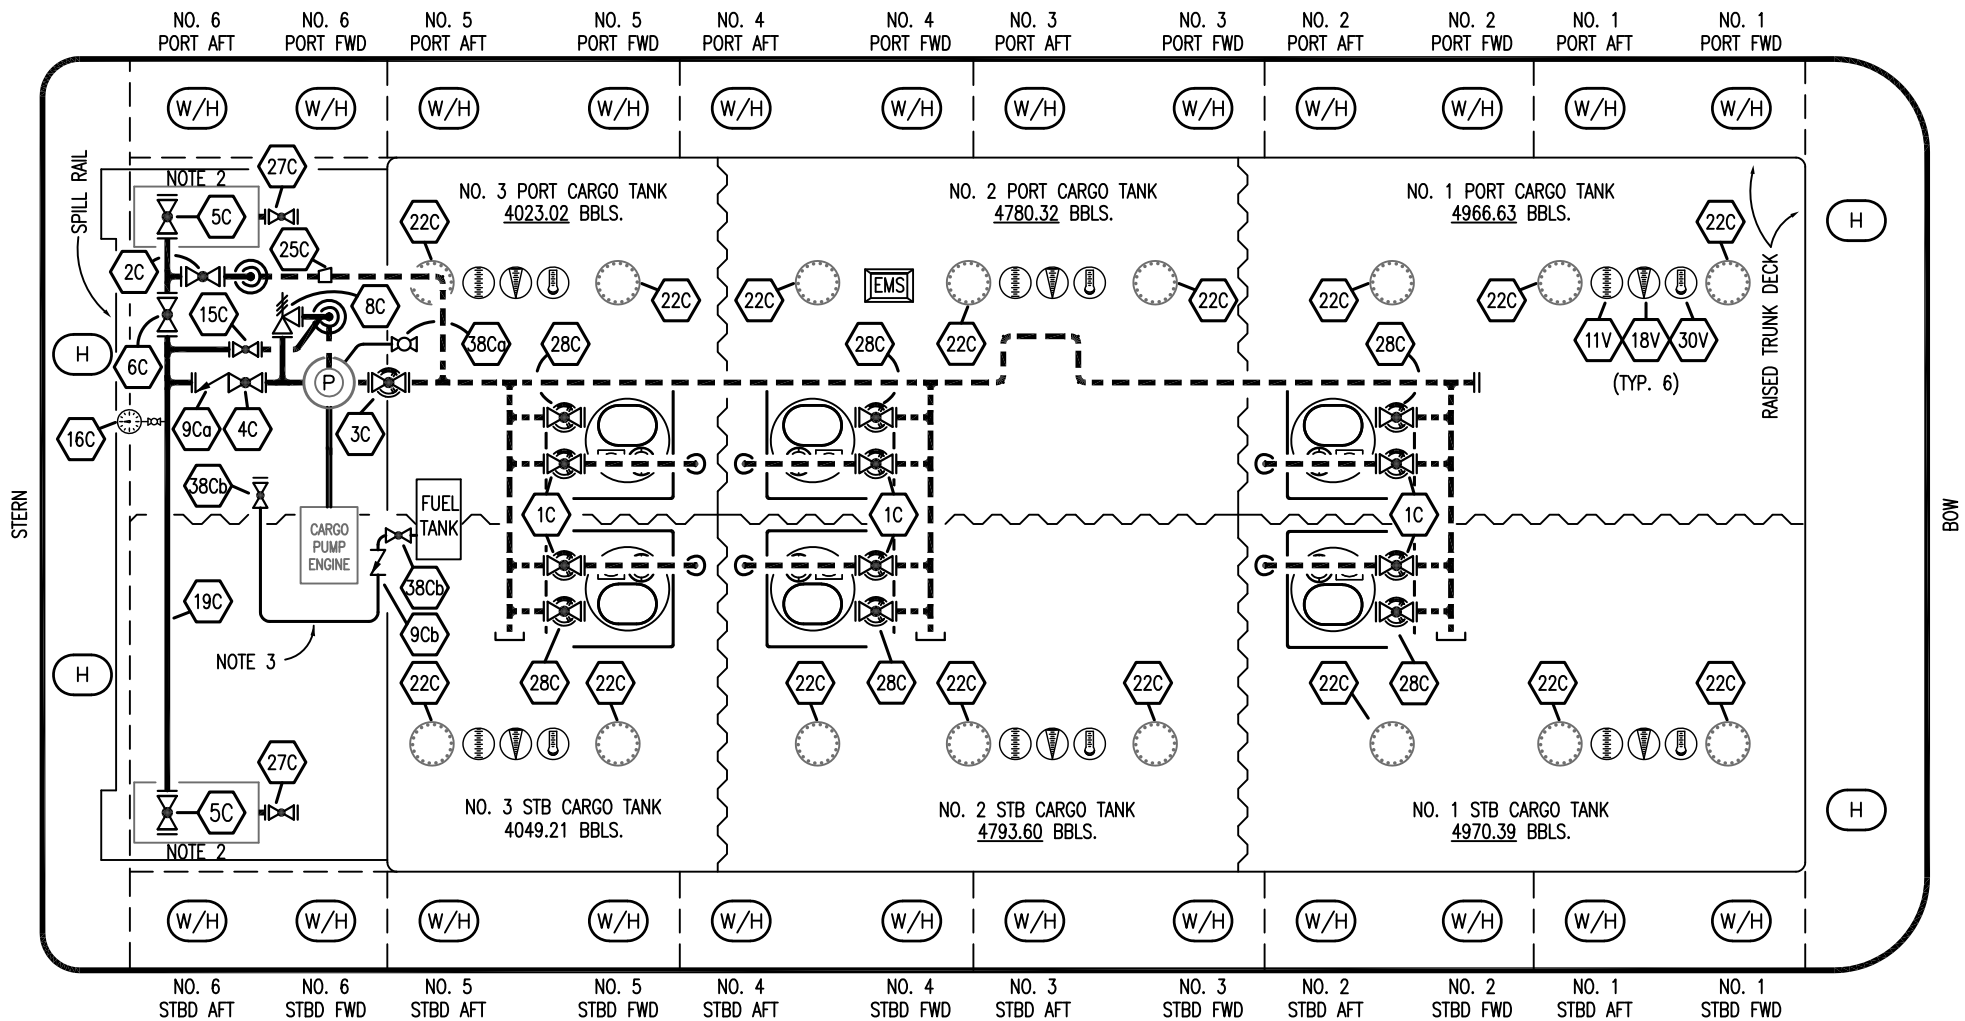 NO. 6 NO. 6 NO. 5 NO. 5 NO. 4 NO. 4 NO. 3 NO. 3 NO. 2 NO. 2 NO. 1 NO. 1
PORT AFT PORT FWD PORT AFT PORT FWD PORT AFT PORT FWD PORT AFT PORT FWD PORT AFT PORT FWD PORT AFT PORT FWD
W/H W/H W/H W/H W/H W/H W/H W/H W/H W/H W/H W/H
SPILL RAIL
27C
NOTE 2
NO. 3 PORT CARGO TANK
4023.02 BBLS.
NO. 2 PORT CARGO TANK
4780.32 BBLS.
NO. 1 PORT CARGO TANK
4966.63 BBLS.
5C
22C
22C
H
25C
2C
EMS
RAISED TRUNK DECK
22C
22C
22C
22C
22C
8C
15C
11V
18V
30V
H
6C
38Ca
28C
28C
22C
28C
P
(TYP. 6)
16C
9Ca
4C
3C
38Cb
FUEL
TANK
STERN
1C
1C
1C
BOW
CARGO
PUMP
ENGINE
38Cb
19C
9Cb
NOTE 3
H
22C
28C
22C
22C
28C
22C
22C
22C
28C
22C
22C
27C
5C
NOTE 2
NO. 3 STB CARGO TANK
4049.21 BBLS.
NO. 2 STB CARGO TANK
4793.60 BBLS.
NO. 1 STB CARGO TANK
4970.39 BBLS.
H
W/H W/H W/H W/H W/H W/H W/H W/H W/H W/H W/H W/H
NO. 6 NO. 6 NO. 5 NO. 5 NO. 4 NO. 4 NO. 3 NO. 3 NO. 2 NO. 2 NO. 1 NO. 1
STBD AFT STBD FWD STBD AFT STBD FWD STBD AFT STBD FWD STBD AFT STBD FWD STBD AFT STBD FWD STBD AFT STBD FWD